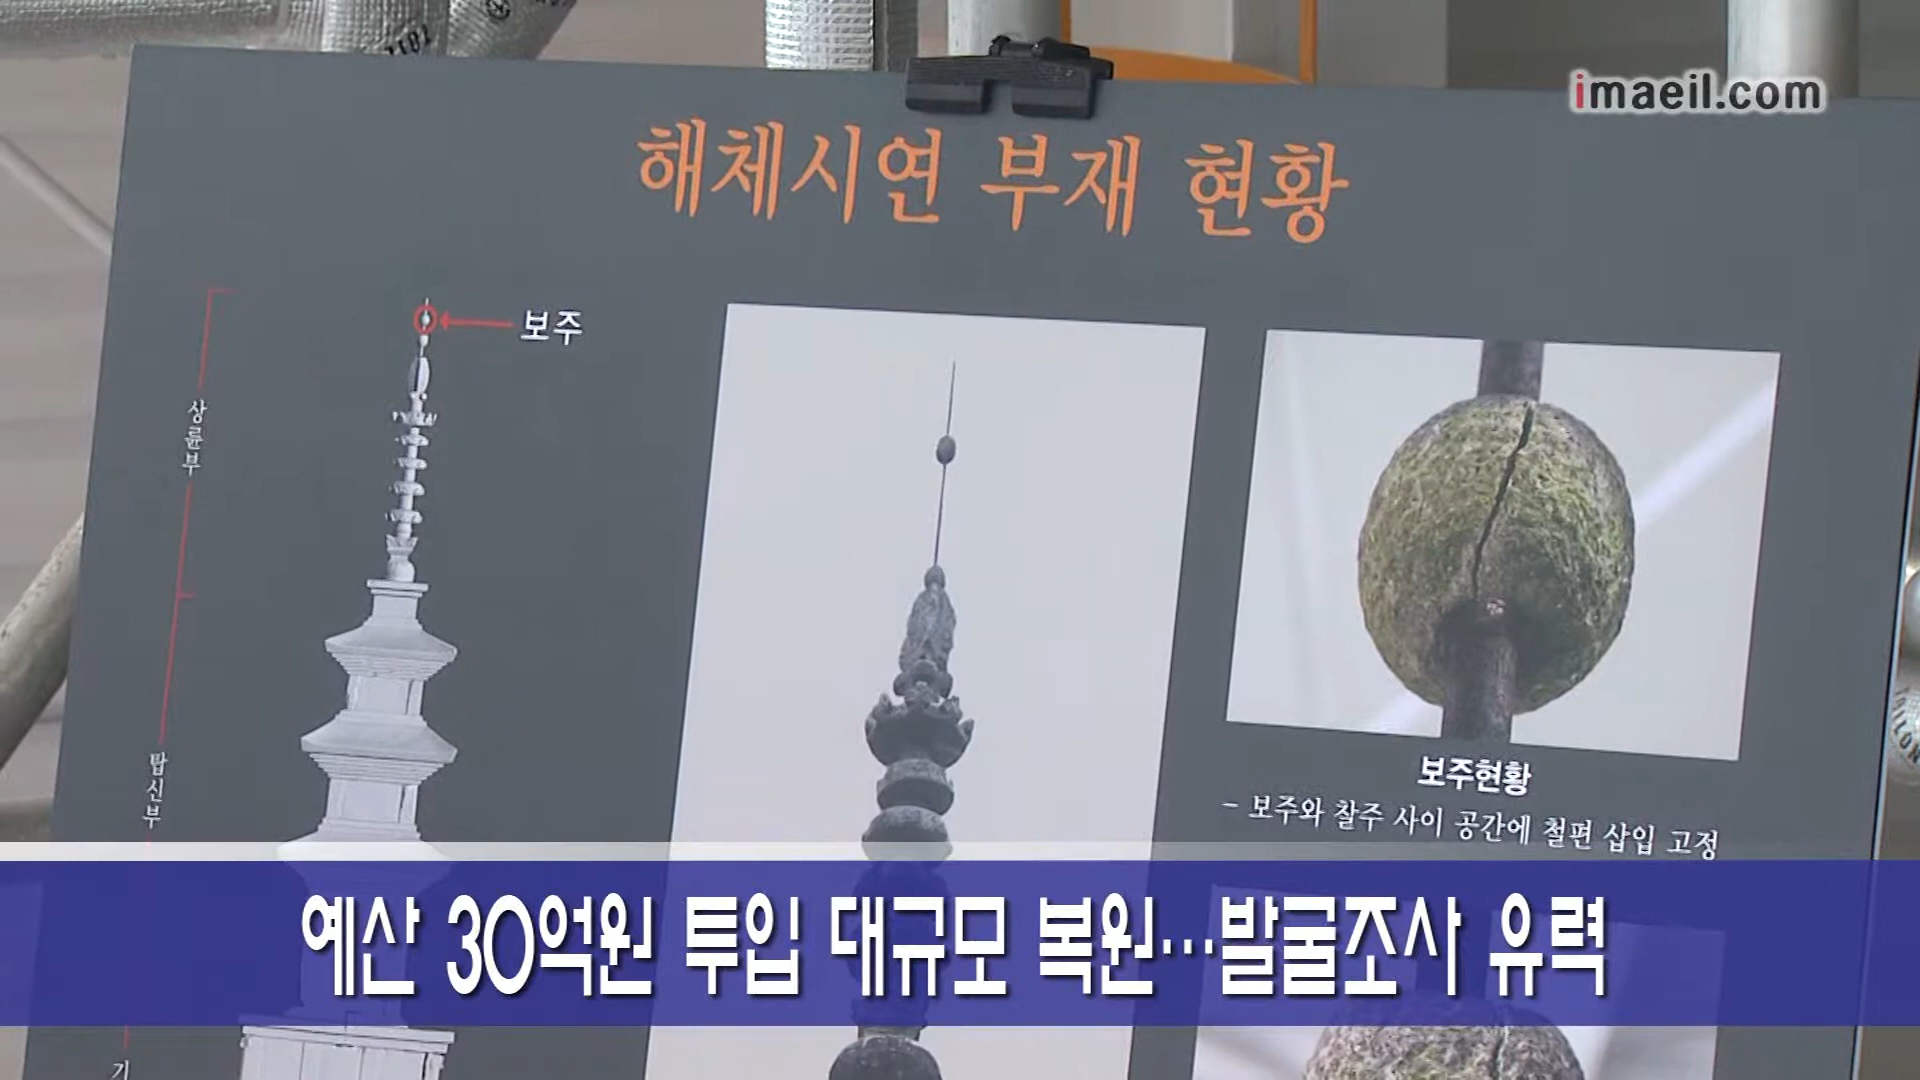 imaeil.com
해체시연 부재 현황
보주
상륜부
탑신부
보주현황
- 보주와 찰주 사이 공간에 철편 삽입 고정
예산 30억원 투입 대규모 복원…발굴조사 유력
기